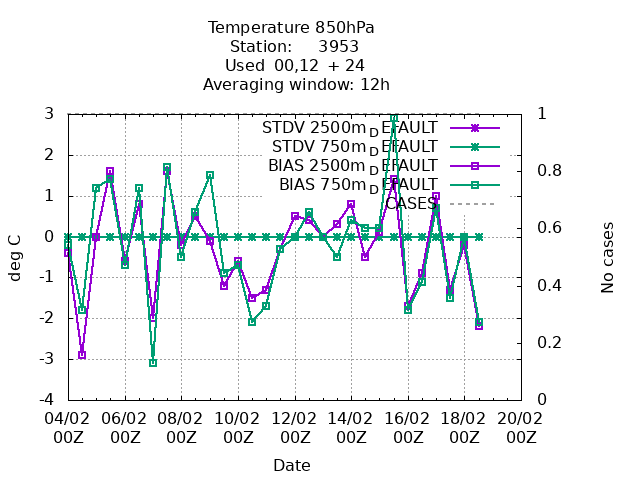 Temperature 850hPa
Station: 3953
Used 00,12 + 24
Averaging window: 12h
STDV 2500m_DEFAULT
STDV 750m_DEFAULT
BIAS 2500m_DEFAULT
BIAS 750m_DEFAULT
CASES
3
2
1
0
-1
-2
-3
-4
deg C
1
0.8
0.6
0.4
0.2
0
No cases
04/02 06/02 08/02 10/02 12/02 14/02 16/02 18/02 20/02
00Z 00Z 00Z 00Z 00Z 00Z 00Z 00Z 00Z
Date